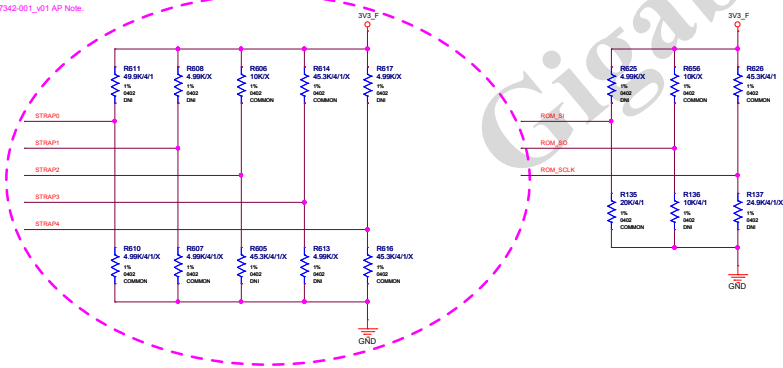 7342-001_v01 AP Note.
3V3_F
3V3_F
R611
49.9K/4/1
1%
0402
DNI
R608
4.99K/X
1%
0402
DNI
R606
10K/X
1%
0402
COMMON
R614
45.3K/4/1/X
1%
0402
COMMON
R617
4.99K/X
1%
0402
DNI
R625
4.99K/X
1%
0402
DNI
R656
10K/X
1%
0402
COMMON
R626
45.3K/4/1
1%
0402
COMMON
STRAP0
STRAP1
STRAP2
STRAP3
STRAP4
ROM_SI
ROM_SO
ROM_SCLK
R135
20K/4/1
1%
0402
COMMON
R136
10K/4/1
1%
0402
COMMON
R137
24.9K/4/1/X
1%
0402
DNI
R610
4.99K/4/1/X
1%
0402
COMMON
R607
4.99K/4/1/X
1%
0402
COMMON
R605
45.3K/4/1/X
1%
0402
DNI
R613
4.99K/X
1%
0402
DNI
R616
45.3K/4/1/X
1%
0402
COMMON
GND
GND
Gigab